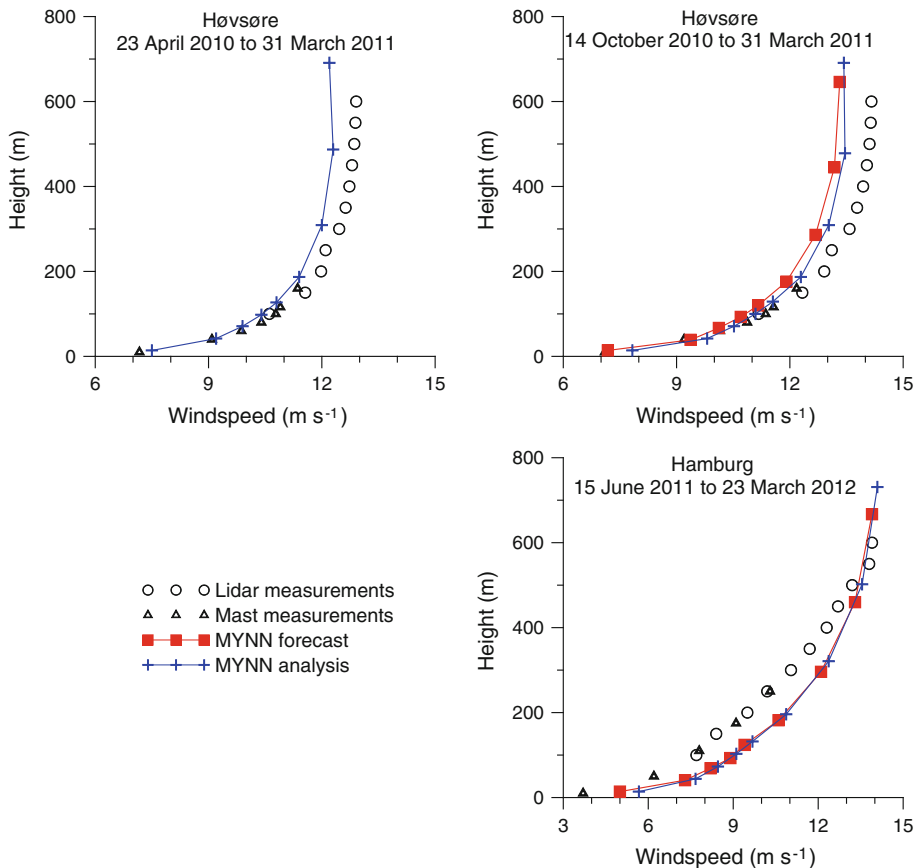 Høvsøre
23 April 2010 to 31 March 2011
800
600
400
200
0
Height (m)
6 9 12 15
Windspeed (m s-1)
Høvsøre
14 October 2010 to 31 March 2011
800
600
400
200
0
Height (m)
6 9 12 15
Windspeed (m s-1)
Lidar measurements
Mast measurements
MYNN forecast
MYNN analysis
Hamburg
15 June 2011 to 23 March 2012
800
600
400
200
0
Height (m)
3 6 9 12 15
Windspeed (m s-1)